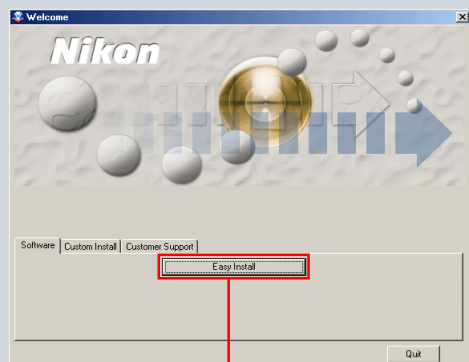 Welcome
Nikon
Software Custom Install Customer Support
Easy Install
Quit